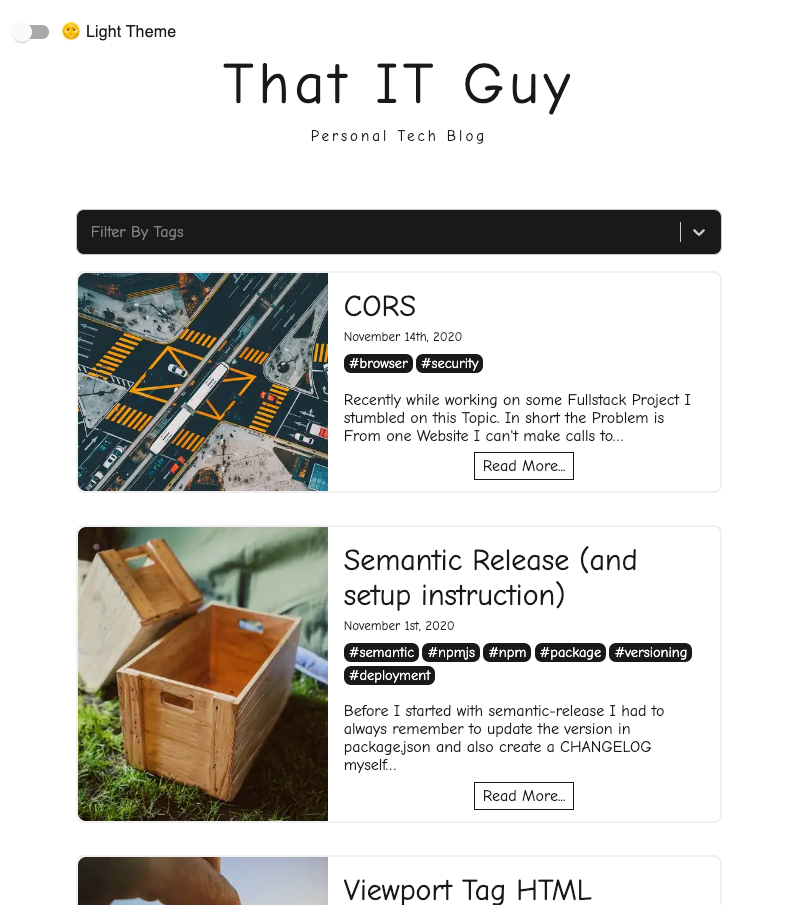 🌞 Light Theme
That IT Guy
Personal Tech Blog
Filter By Tags
CORS
November 14th, 2020
#browser #security
Recently while working on some Fullstack Project I
stumbled on this Topic. In short the Problem is
From one Website I can't make calls to...
Read More...
Semantic Release (and
setup instruction)
November 1st, 2020
#semantic #npmjs #npm #package #versioning
#deployment
Before I started with semantic-release I had to
always remember to update the version in
package.json and also create a CHANGELOG
myself...
Read More...
Viewport Tag HTML